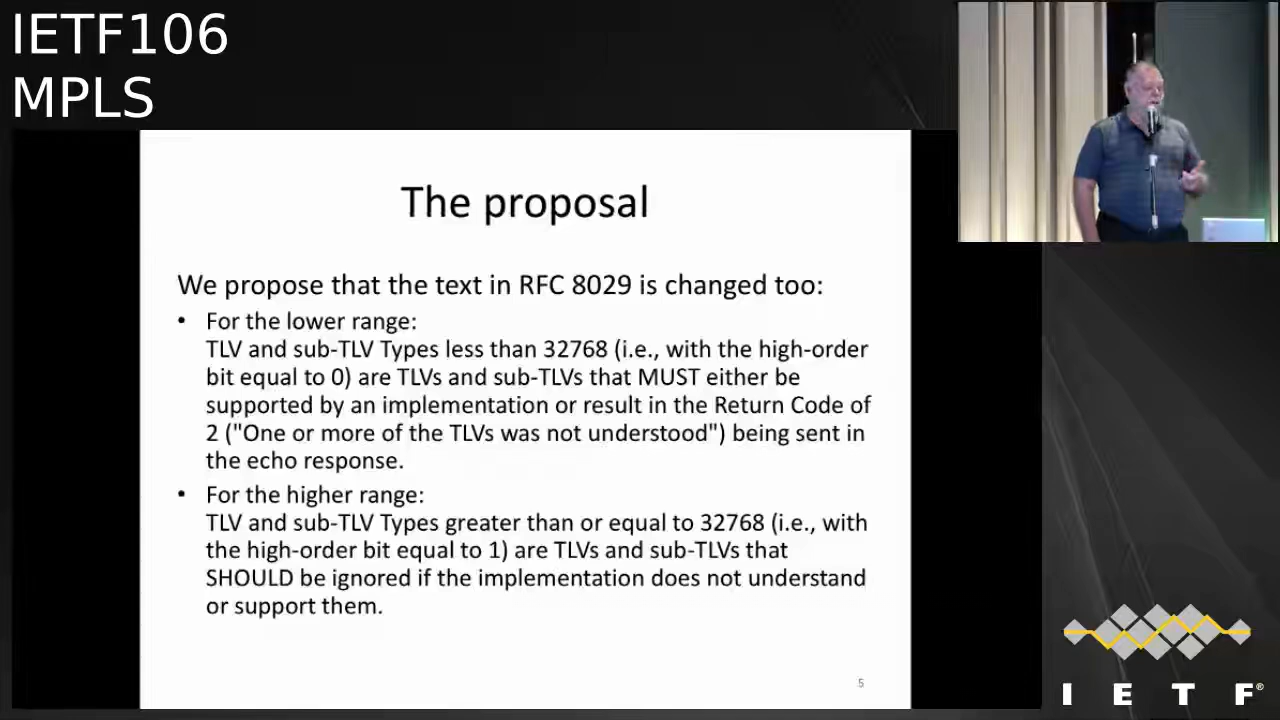 IETF106
MPLS
The proposal
We propose that the text in RFC 8029 is changed too:
• For the lower range:
TLV and sub-TLV Types less than 32768 (i.e., with the high-order
bit equal to 0) are TLVs and sub-TLVs that MUST either be
supported by an implementation or result in the Return Code of
2 ("One or more of the TLVs was not understood") being sent in
the echo response.
• For the higher range:
TLV and sub-TLV Types greater than or equal to 32768 (i.e., with
the high-order bit equal to 1) are TLVs and sub-TLVs that
SHOULD be ignored if the implementation does not understand
or support them.
5
I E T F®